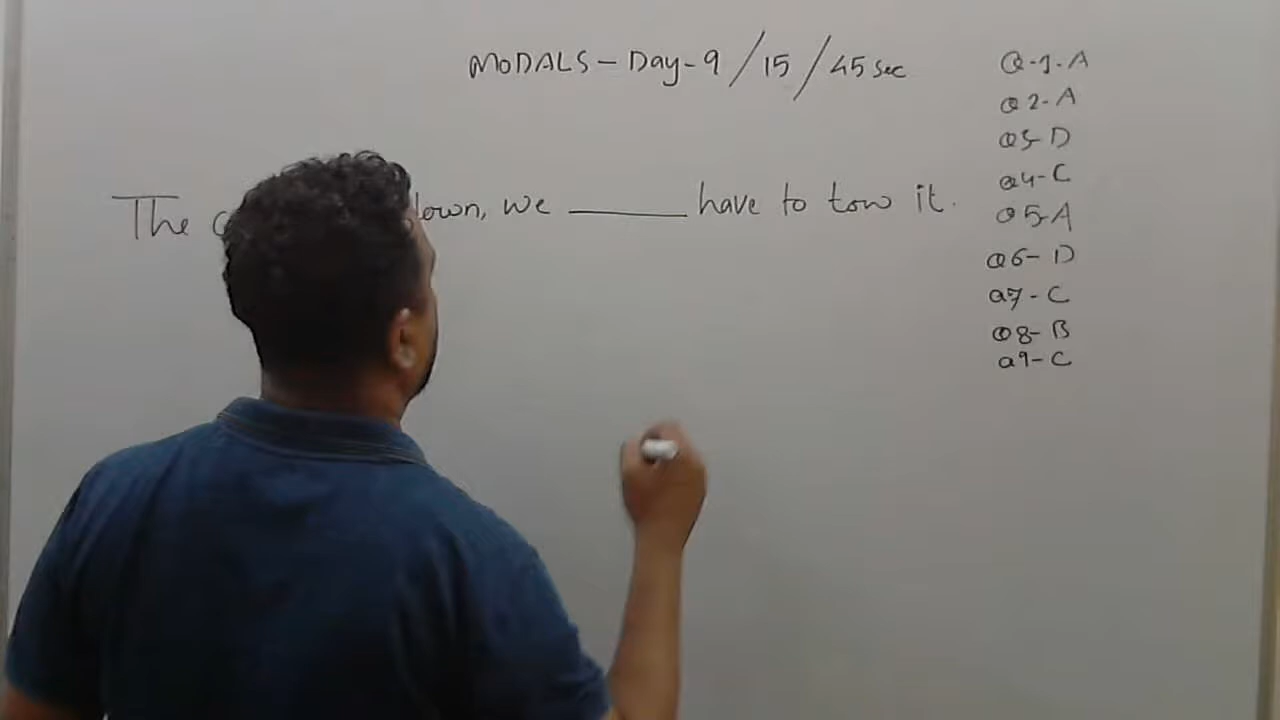 MODALS - Day - 9 / 15 / 45 sec
The down, we ______ have to tow it.
Q-1-A
Q2-A
Q3-D
Q4-C
Q5-A
Q6-D
Q7-C
Q8-B
Q9-C